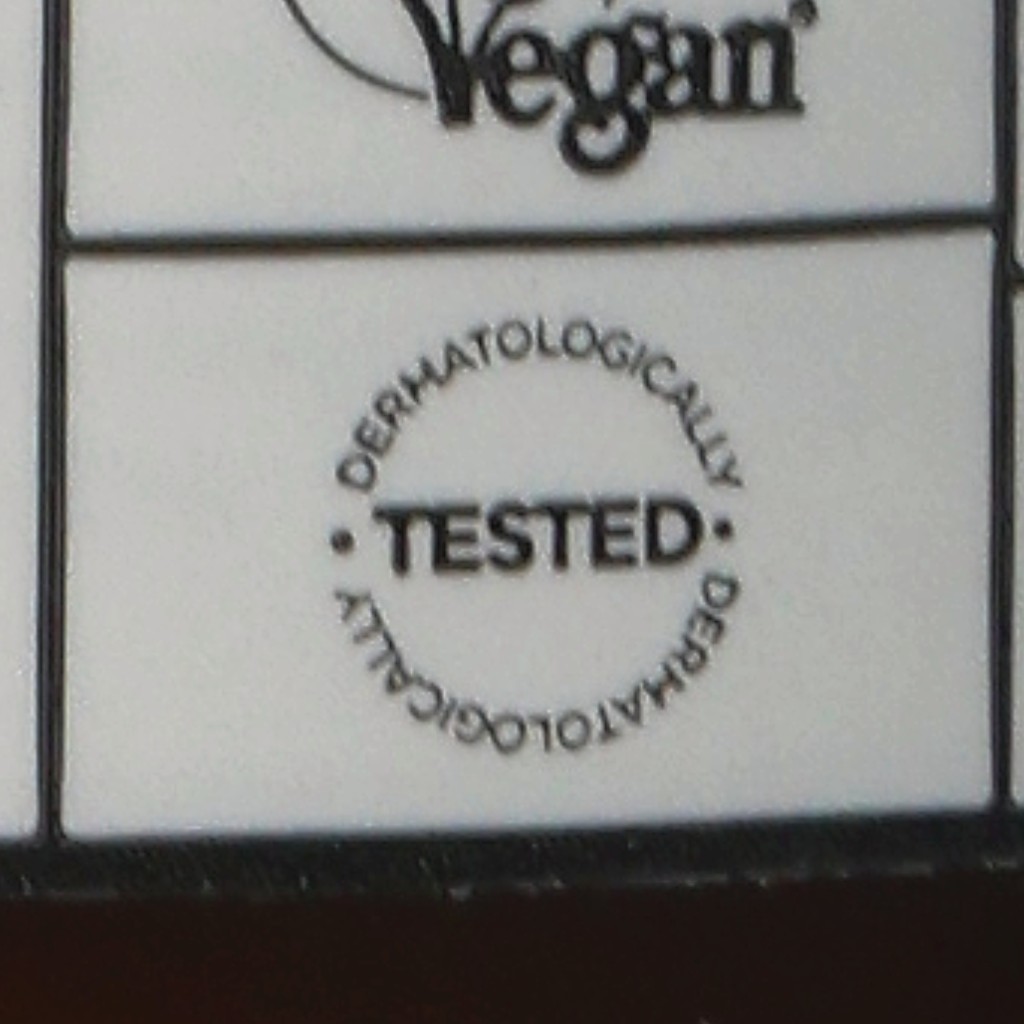 Vegan
DERMATOLOGICALLY
• TESTED •
DERMATOLOGICALLY